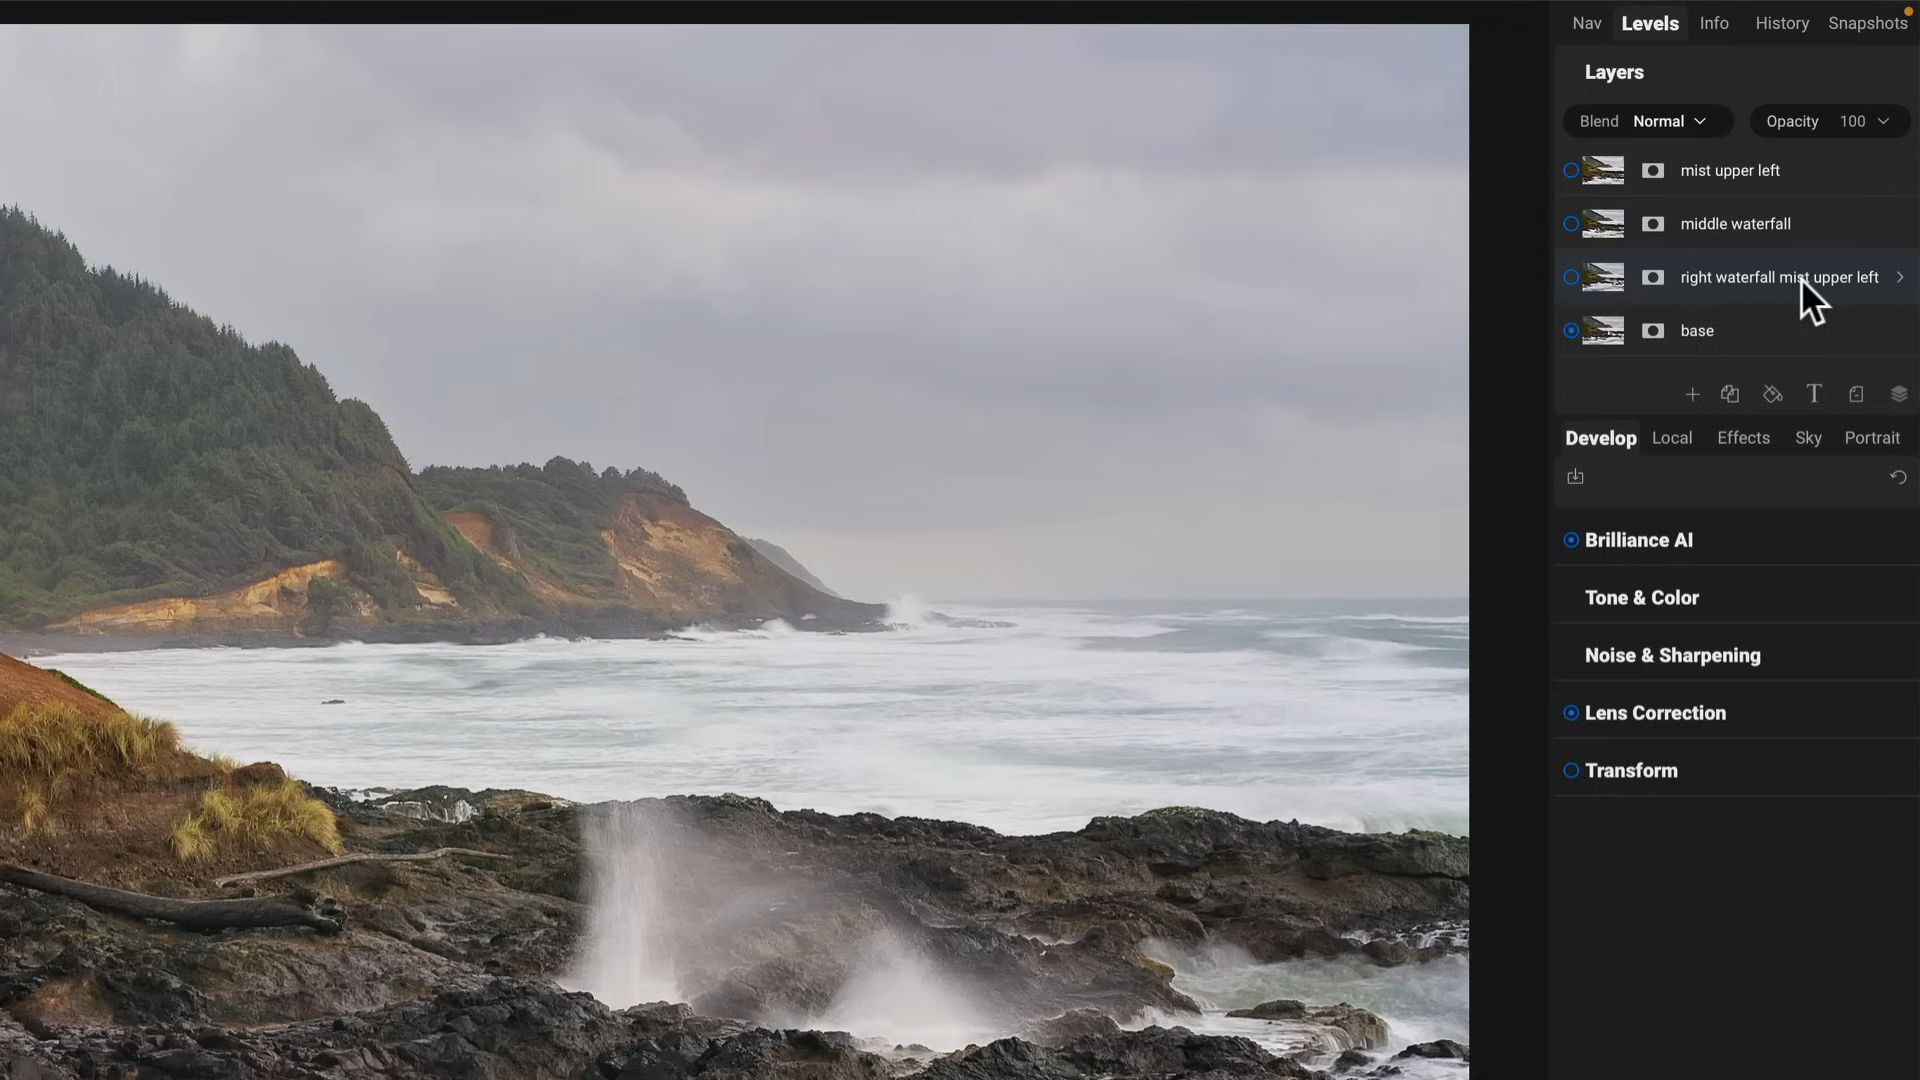 Nav Levels Info History Snapshots
Layers
Blend Normal Opacity 100
mist upper left
middle waterfall
right waterfall mist upper left
base
T
Develop Local Effects Sky Portrait
Brilliance AI
Tone & Color
Noise & Sharpening
Lens Correction
Transform